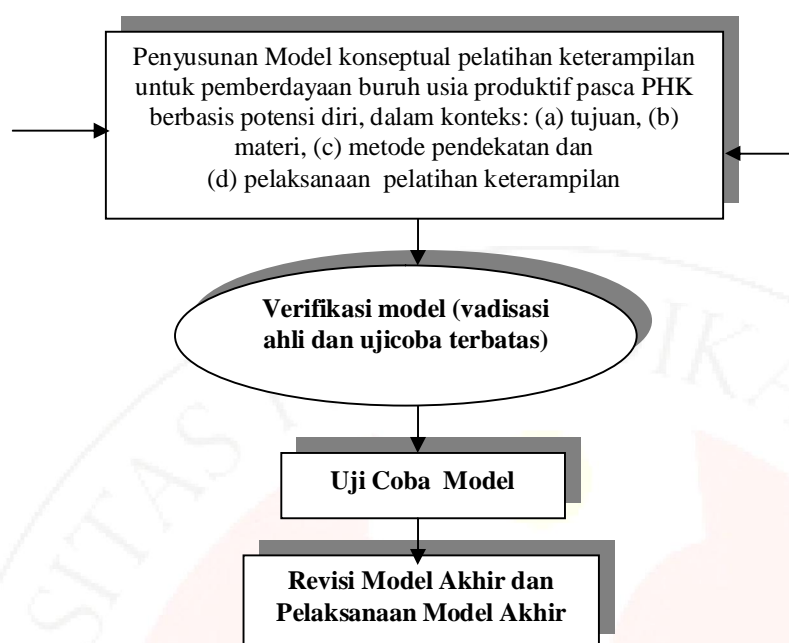 Penyusunan Model konseptual pelatihan keterampilan
untuk pemberdayaan buruh usia produktif pasca PHK
berbasis potensi diri, dalam konteks: (a) tujuan, (b)
materi, (c) metode pendekatan dan
(d) pelaksanaan pelatihan keterampilan
Verifikasi model (vadisasi
ahli dan ujicoba terbatas)
Uji Coba Model
Revisi Model Akhir dan
Pelaksanaan Model Akhir